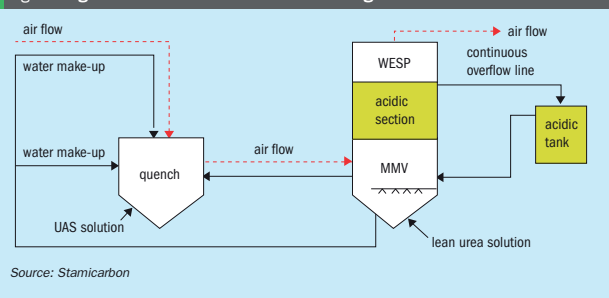 air flow
water make-up
water make-up
quench
UAS solution
air flow
WESP
acidic
section
MMV
air flow
continuous
overflow line
acidic
tank
lean urea solution
Source: Stamicarbon